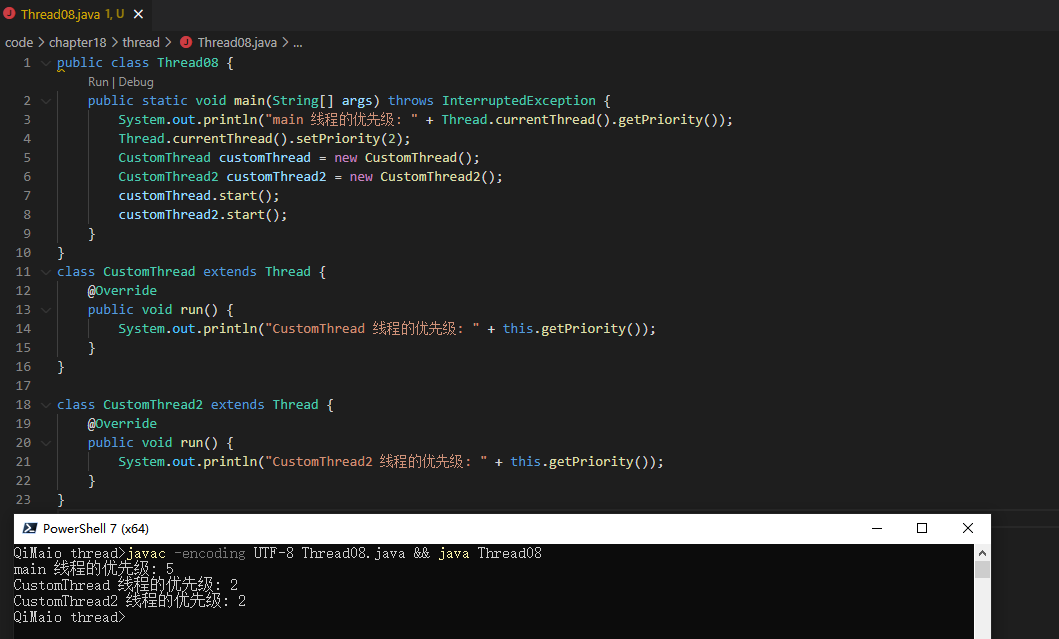 Thread08.java 1, U
code > chapter18 > thread > Thread08.java > ...
1 public class Thread08 {
Run | Debug
2 public static void main(String[] args) throws InterruptedException {
3 System.out.println("main 线程的优先级: " + Thread.currentThread().getPriority());
4 Thread.currentThread().setPriority(2);
5 CustomThread customThread = new CustomThread();
6 CustomThread2 customThread2 = new CustomThread2();
7 customThread.start();
8 customThread2.start();
9 }
10 }
11 class CustomThread extends Thread {
12 @Override
13 public void run() {
14 System.out.println("CustomThread 线程的优先级: " + this.getPriority());
15 }
16 }
17
18 class CustomThread2 extends Thread {
19 @Override
20 public void run() {
21 System.out.println("CustomThread2 线程的优先级: " + this.getPriority());
22 }
23 }
PowerShell 7 (x64)
QiMaio thread>javac -encoding UTF-8 Thread08.java && java Thread08
main 线程的优先级: 5
CustomThread 线程的优先级: 2
CustomThread2 线程的优先级: 2
QiMaio thread>